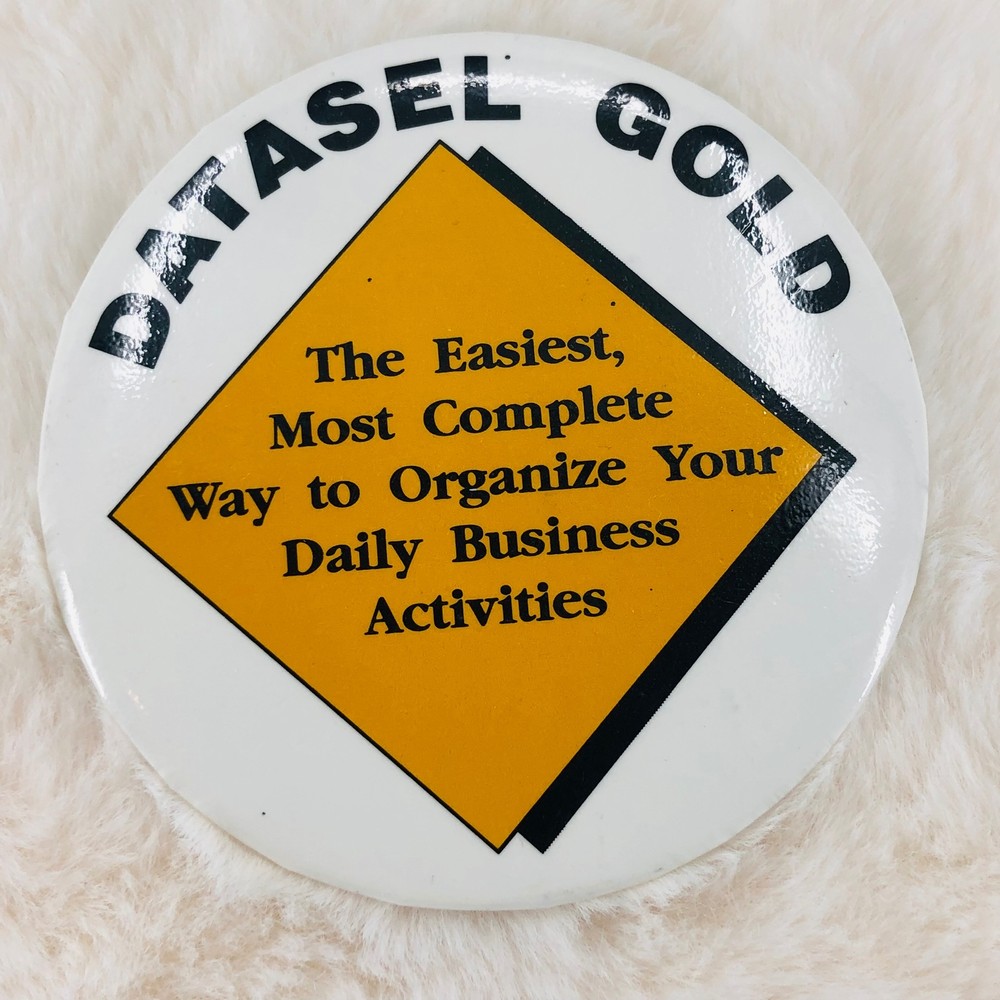 DATASEL GOLD
The Easiest,
Most Complete
Way to Organize Your
Daily Business
Activities